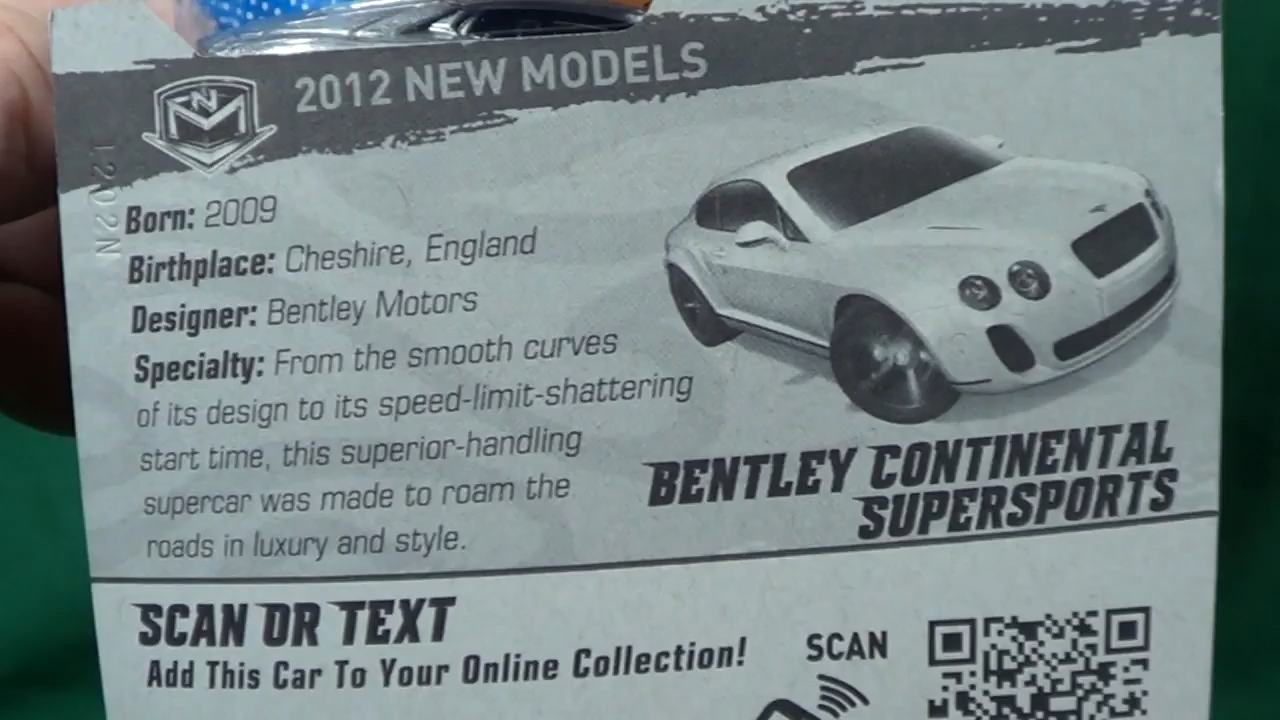 2012 NEW MODELS
1202N
Born: 2009
Birthplace: Cheshire, England
Designer: Bentley Motors
Specialty: From the smooth curves
of its design to its speed-limit-shattering
start time, this superior-handling
supercar was made to roam the
roads in luxury and style.
BENTLEY CONTINENTAL
SUPERSPORTS
SCAN OR TEXT
Add This Car To Your Online Collection!
SCAN